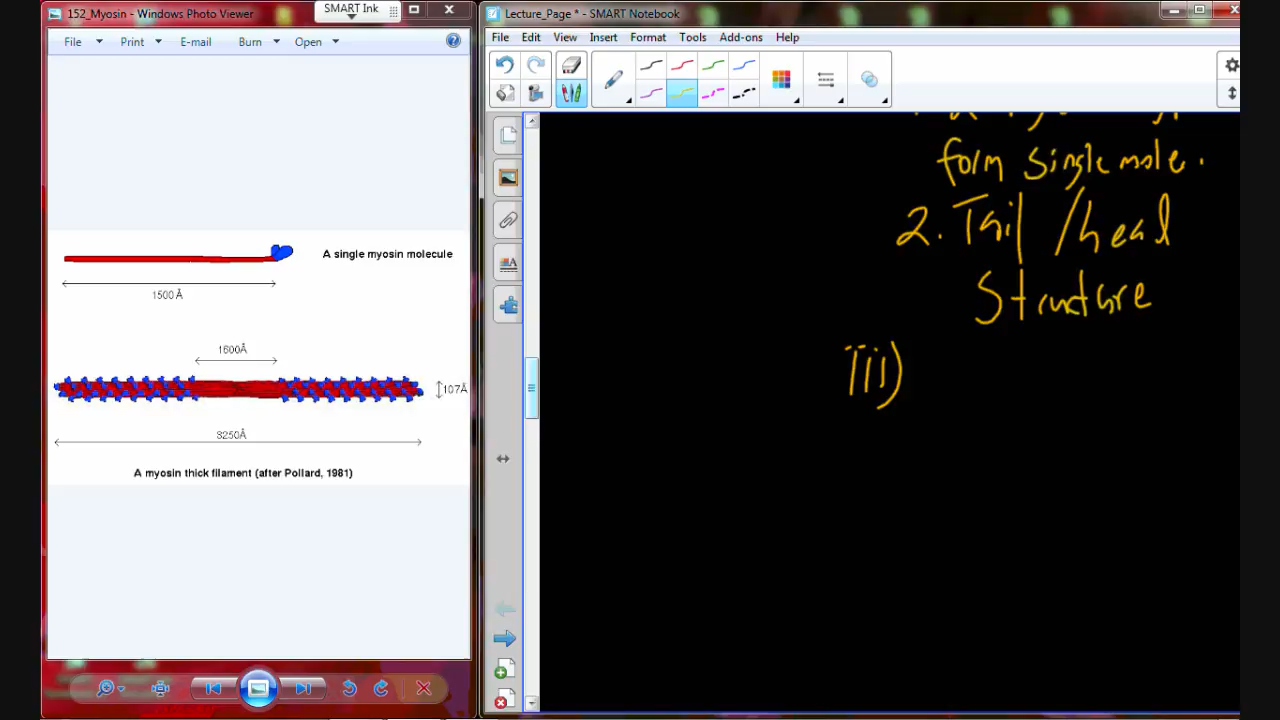 152_Myosin - Windows Photo Viewer
SMART Ink
File Print E-mail Burn Open
A single myosin molecule
1500 Å
1600Å
107Å
3250Å
A myosin thick filament (after Pollard, 1981)
Lecture_Page * - SMART Notebook
File Edit View Insert Format Tools Add-ons Help
form single mole.
2. Tail / head
Structure
iii)